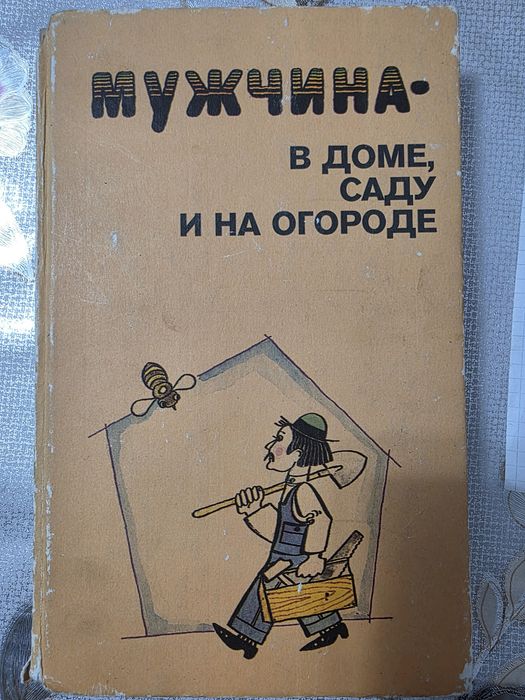 МУЖЧИНА-
В ДОМЕ,
САДУ
И НА ОГОРОДЕ